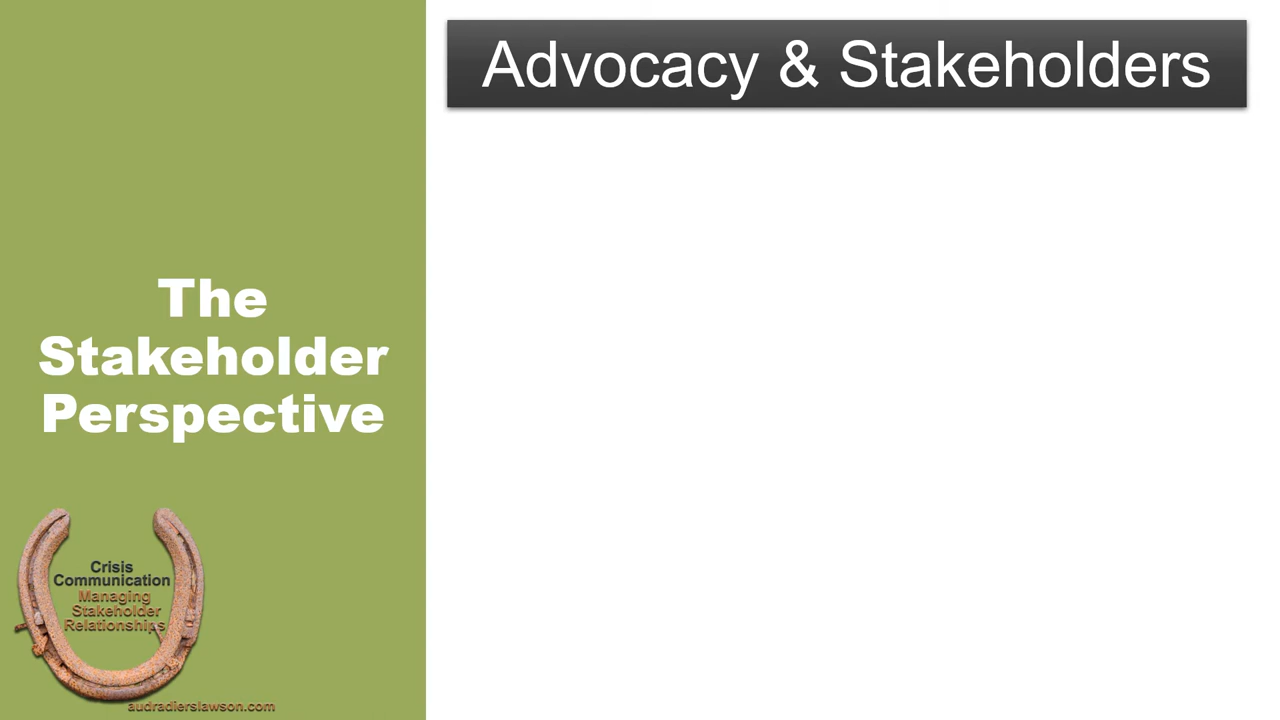 Advocacy & Stakeholders
The
Stakeholder
Perspective
Crisis
Communication
Managing
Stakeholder
Relationships
audradierslawson.com